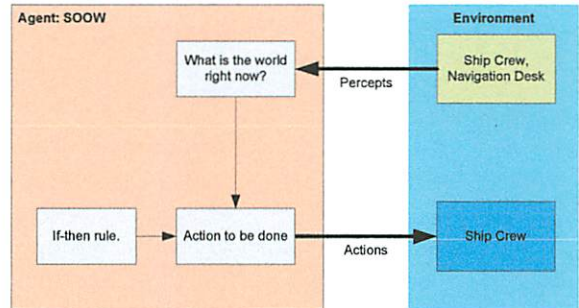 Agent: SOOW
Environment
What is the world
right now?
Percepts
Ship Crew,
Navigation Desk
If-then rule.
Action to be done
Actions
Ship Crew